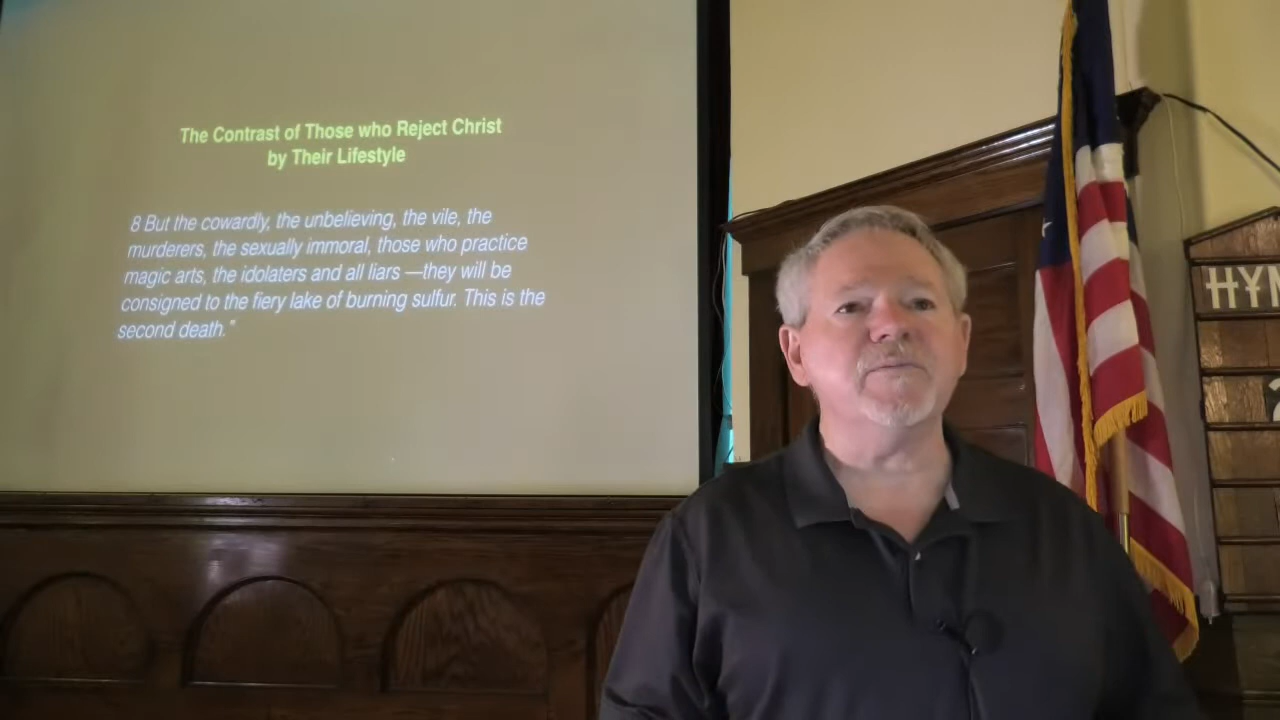 The Contrast of Those who Reject Christ
by Their Lifestyle
8 But the cowardly, the unbelieving, the vile, the
murderers, the sexually immoral, those who practice
magic arts, the idolaters and all liars —they will be
consigned to the fiery lake of burning sulfur. This is the
second death."